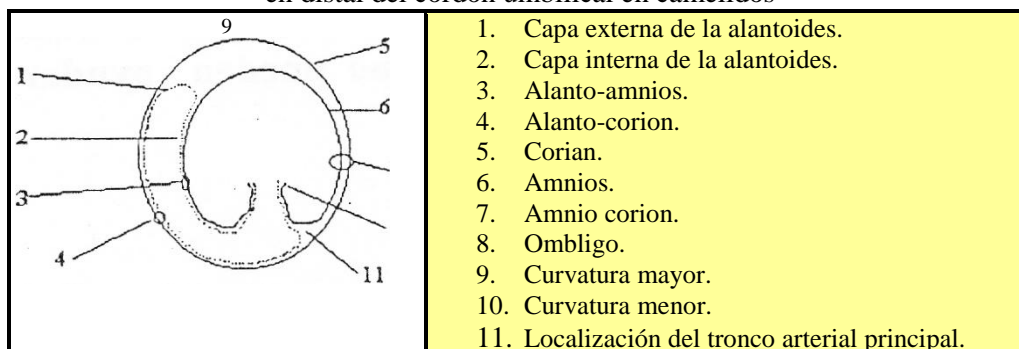 en distal del cordón umbilical en camélidos
9
5
1
6
2
3
4
11
1. Capa externa de la alantoides.
2. Capa interna de la alantoides.
3. Alanto-amnios.
4. Alanto-corion.
5. Corian.
6. Amnios.
7. Amnio corion.
8. Ombligo.
9. Curvatura mayor.
10. Curvatura menor.
11. Localización del tronco arterial principal.